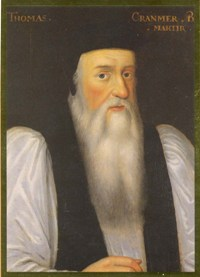 THOMAS. CRANMER. B
. MARTIR